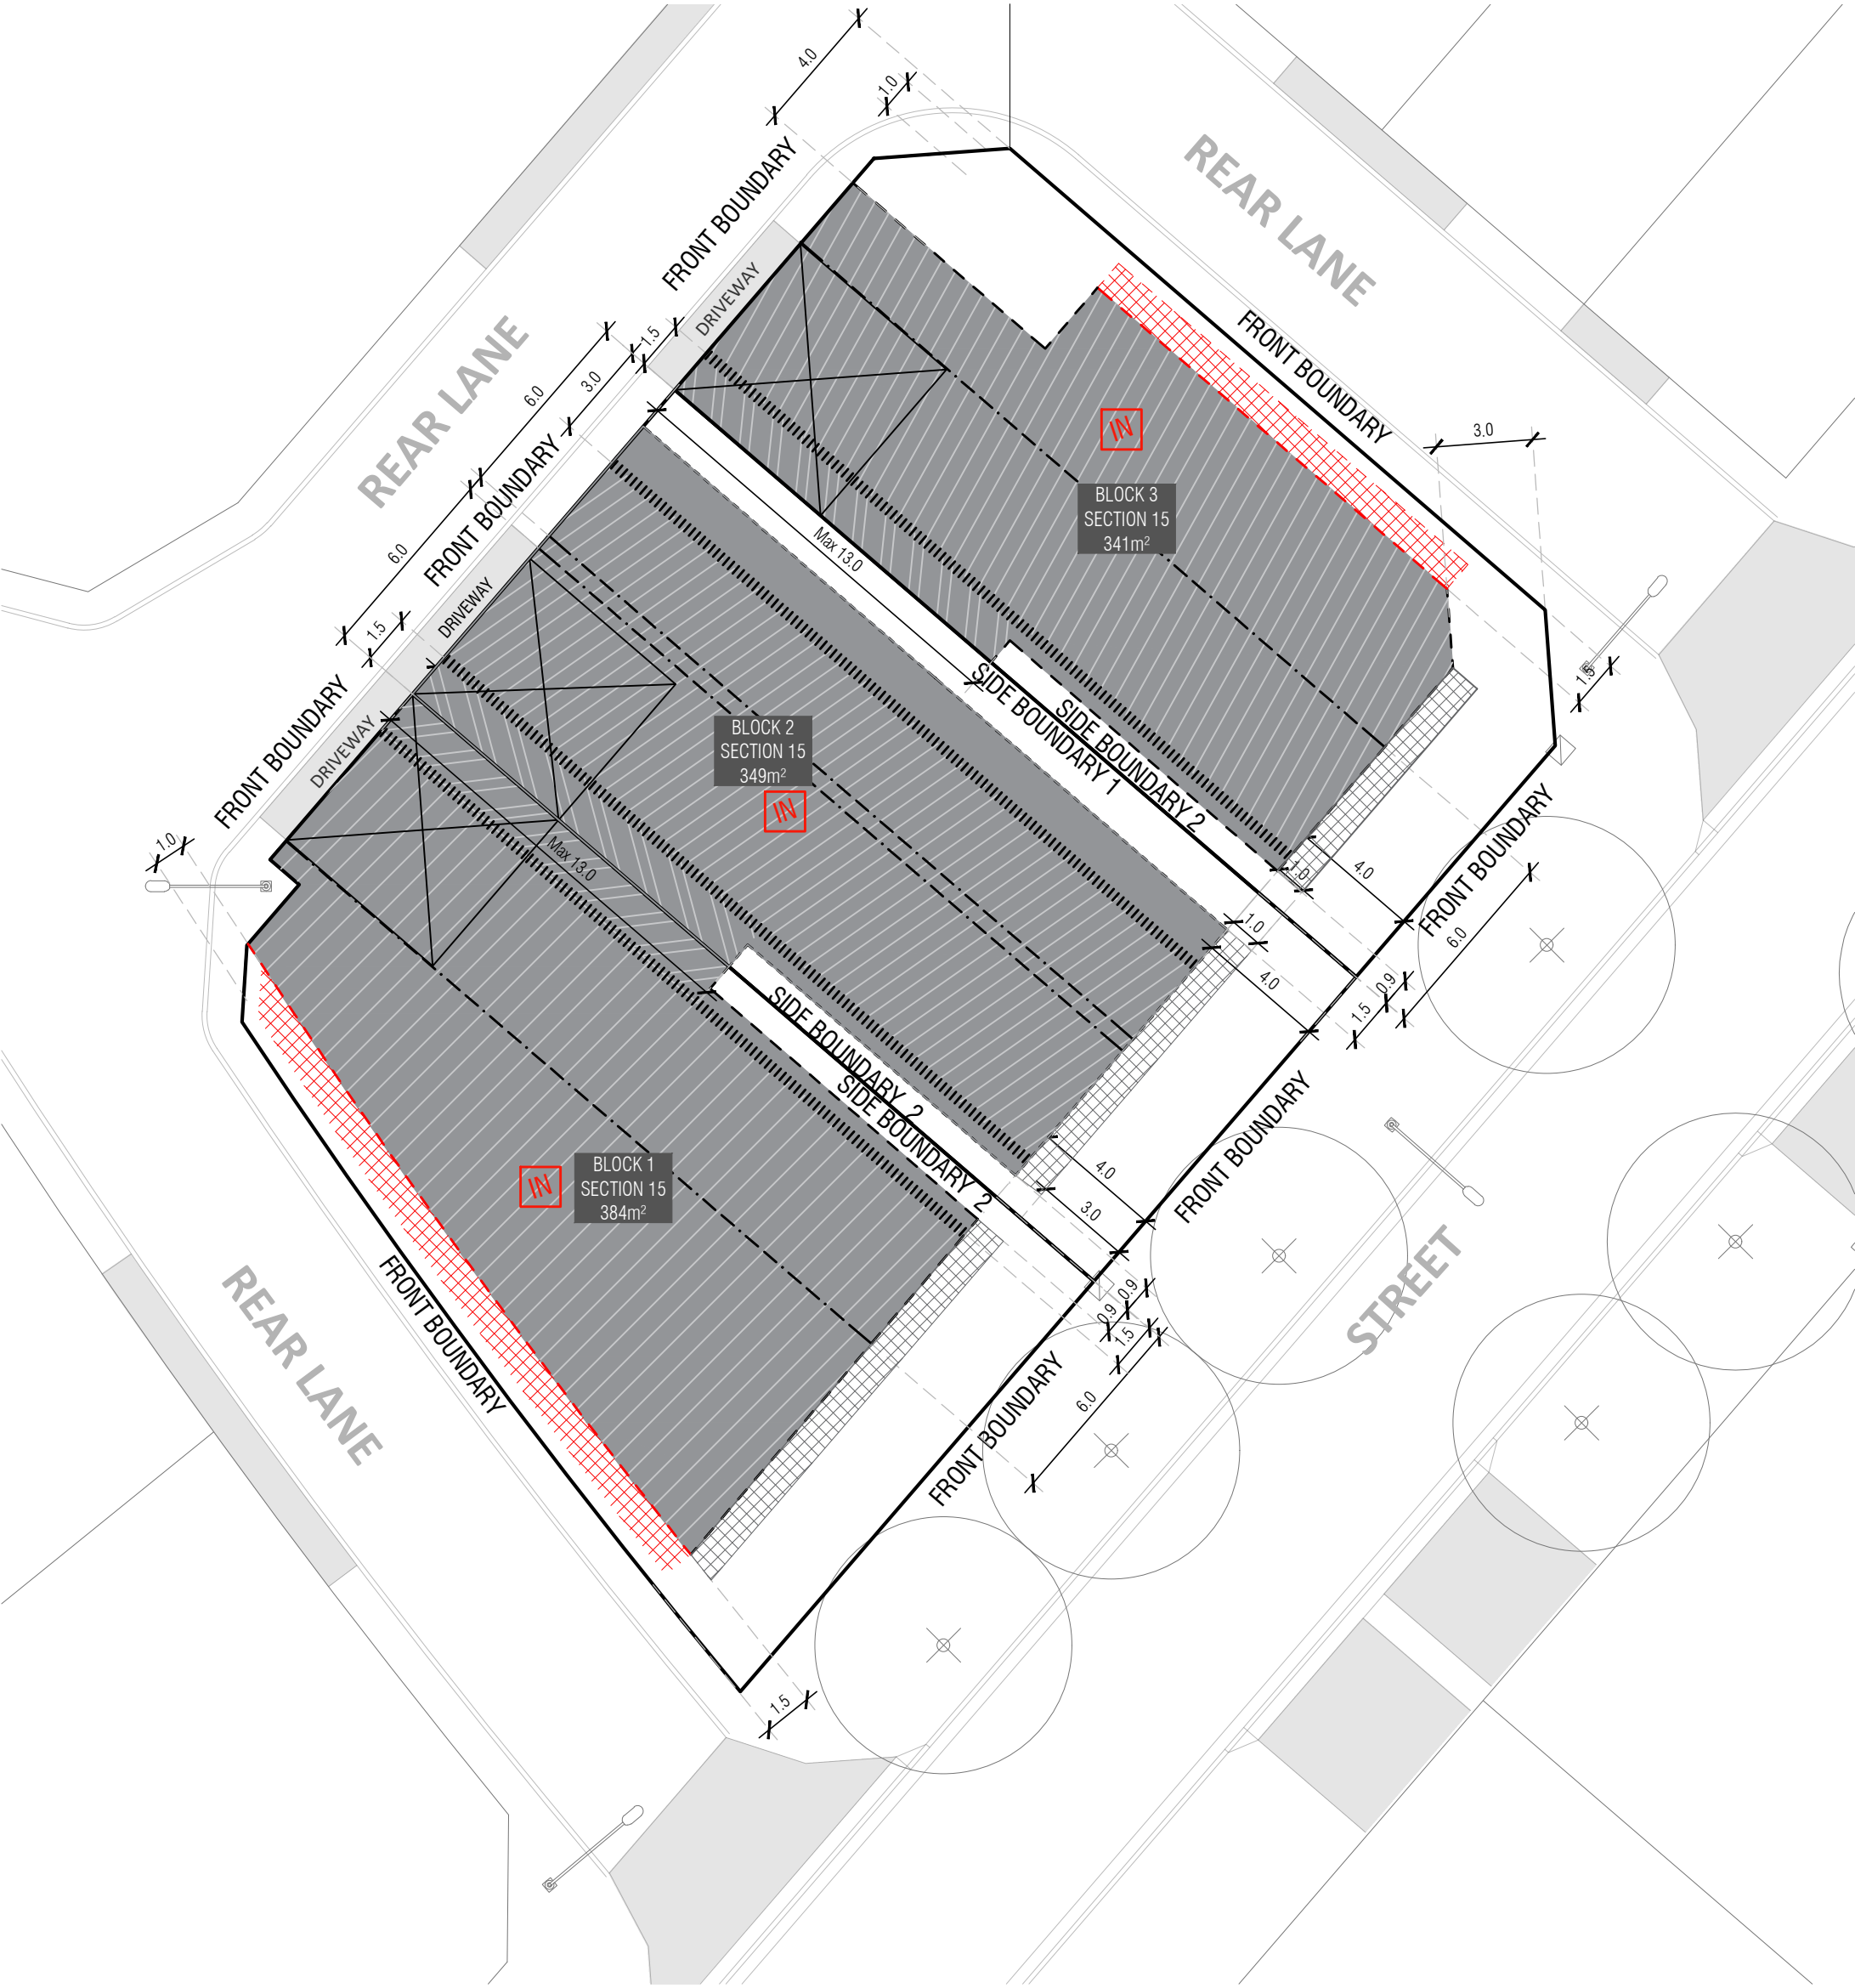 4.0
1.0
REAR LANE
FRONT BOUNDARY
DRIVEWAY
REAR LANE
FRONT BOUNDARY
1.5
3.0
6.0
FRONT BOUNDARY
3.0
IN
BLOCK 3
SECTION 15
341m²
Max 13.0
6.0
DRIVEWAY
1.5
FRONT BOUNDARY
DRIVEWAY
1.0
SIDE BOUNDARY 1
SIDE BOUNDARY 2
1.5
BLOCK 2
SECTION 15
349m²
IN
Max 13.0
1.0
4.0
FRONT BOUNDARY
6.0
1.0
4.0
0.9
1.5
SIDE BOUNDARY 2
SIDE BOUNDARY 2
4.0
3.0
FRONT BOUNDARY
BLOCK 1
SECTION 15
384m²
IN
0.9
0.9
1.5
6.0
STREET
REAR LANE
FRONT BOUNDARY
FRONT BOUNDARY
1.5